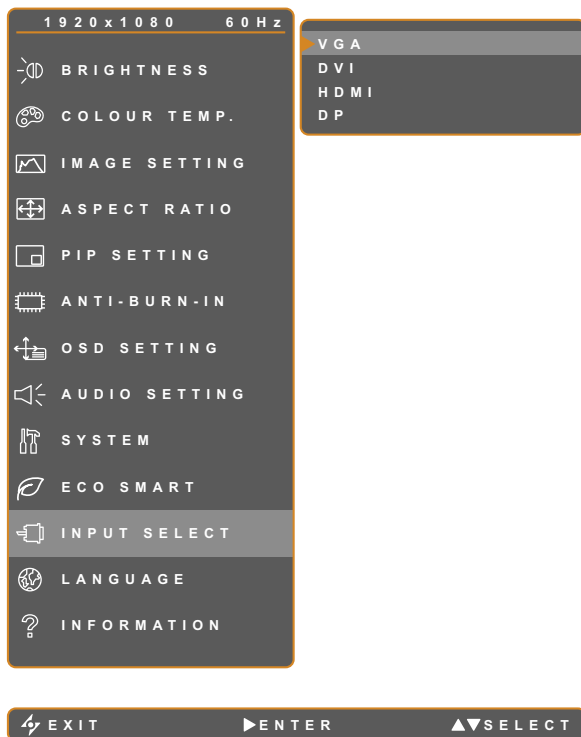 1920x1080 60Hz
BRIGHTNESS
COLOUR TEMP.
IMAGE SETTING
ASPECT RATIO
PIP SETTING
ANTI-BURN-IN
OSD SETTING
AUDIO SETTING
SYSTEM
ECO SMART
INPUT SELECT
LANGUAGE
INFORMATION
VGA
DVI
HDMI
DP
EXIT ▶ENTER ▲▼SELECT